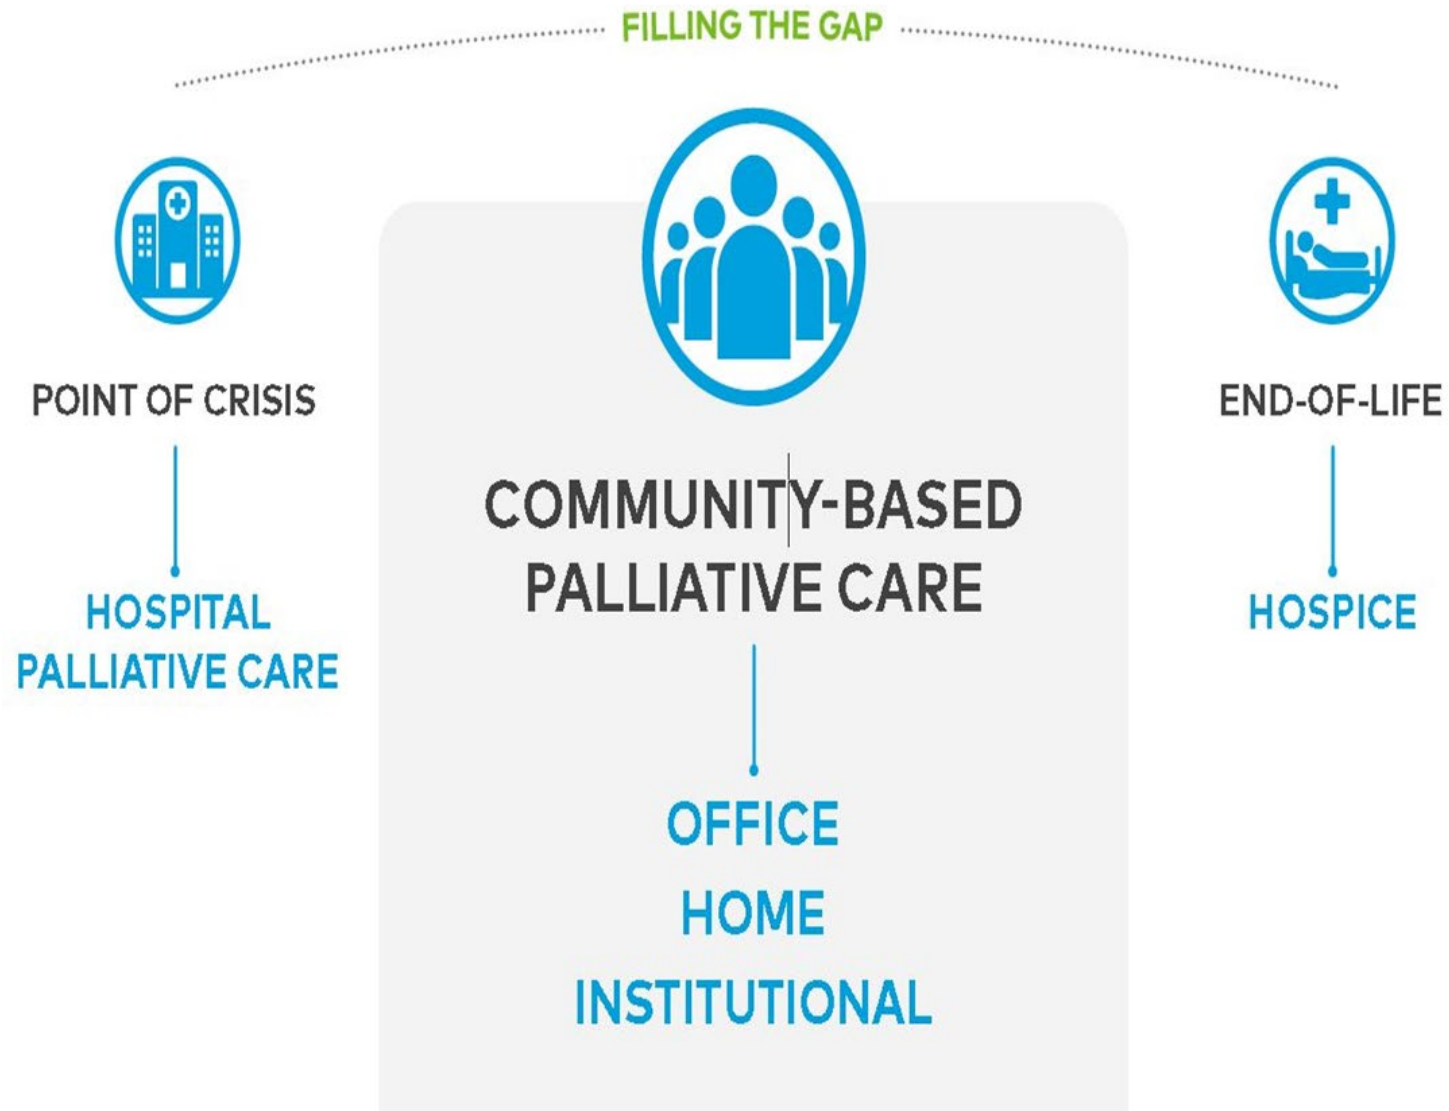 FILLING THE GAP
POINT OF CRISIS
HOSPITAL
PALLIATIVE CARE
COMMUNITY-BASED
PALLIATIVE CARE
OFFICE
HOME
INSTITUTIONAL
END-OF-LIFE
HOSPICE